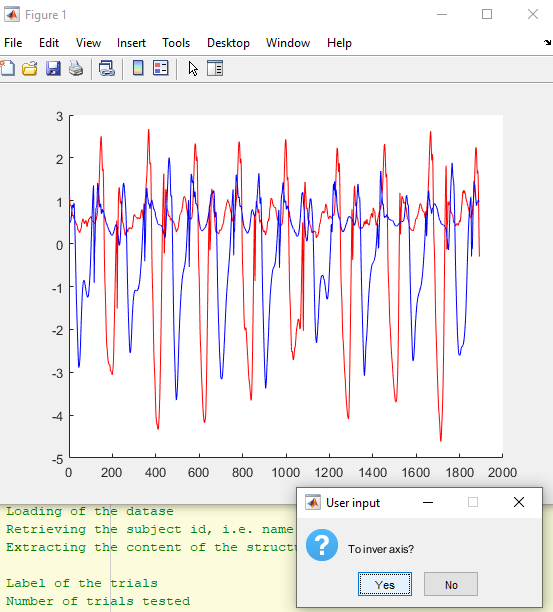 Figure 1
File Edit View Insert Tools Desktop Window Help
3
2
1
0
-1
-2
-3
-4
-5
0 200 400 600 800 1000 1200 1400 1600 1800 2000
Loading of the datase
Retrieving the subject id, i.e. name
Extracting the content of the structu
Label of the trials
Number of trials tested
User input
To inver axis?
Yes No